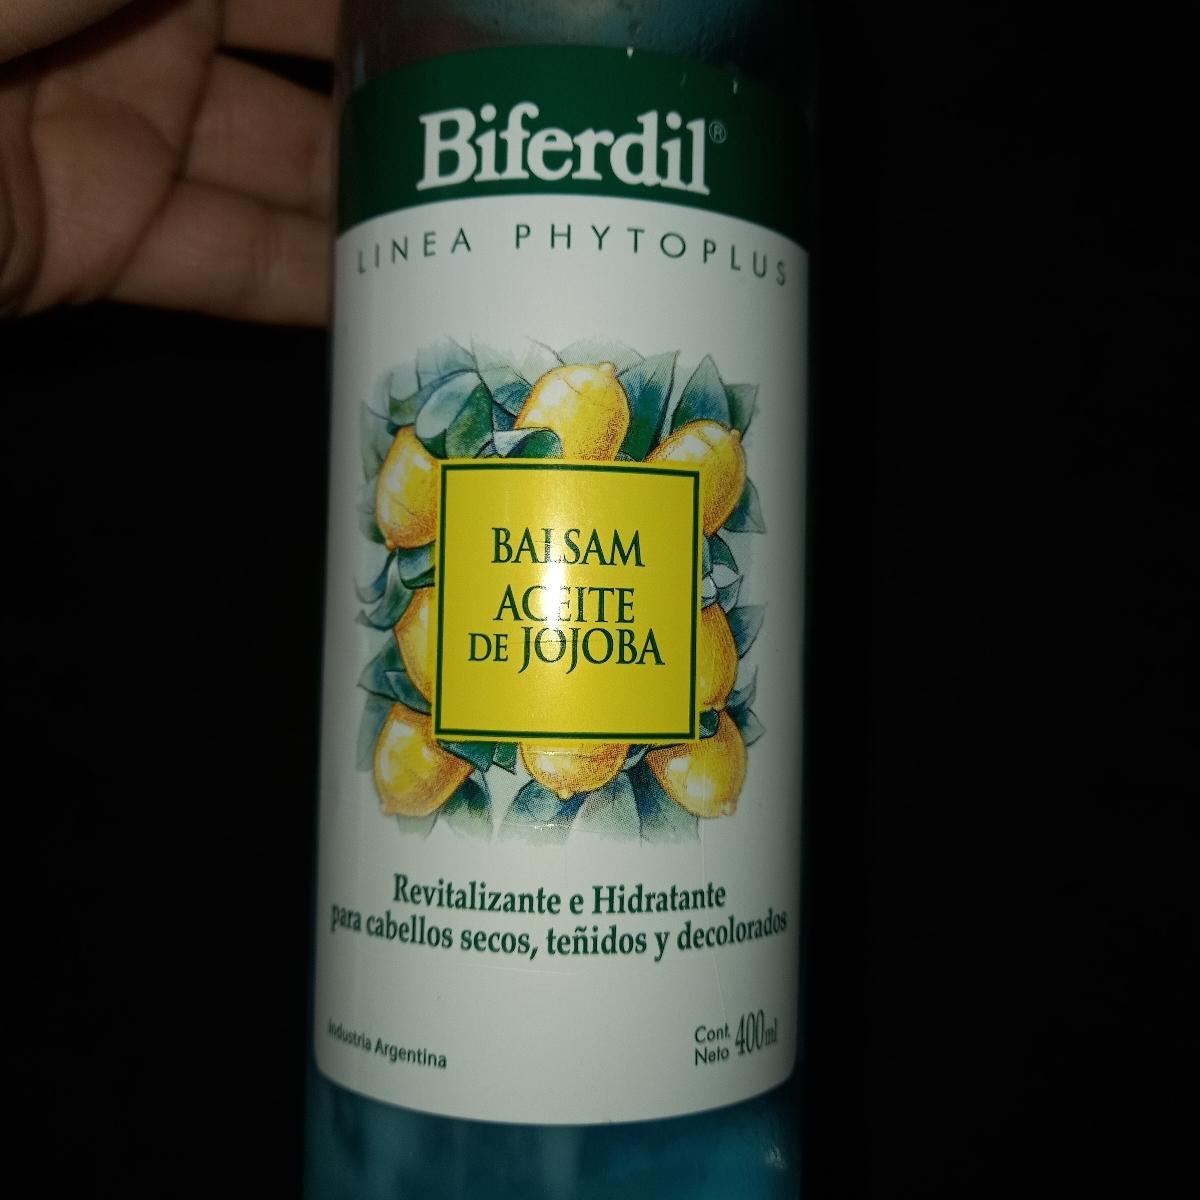 Biferdil®
LINEA PHYTOPLUS
BALSAM
ACEITE
DE JOJOBA
Revitalizante e Hidratante
para cabellos secos, teñidos y decolorados
Industria Argentina
Cont. Neto 400ml